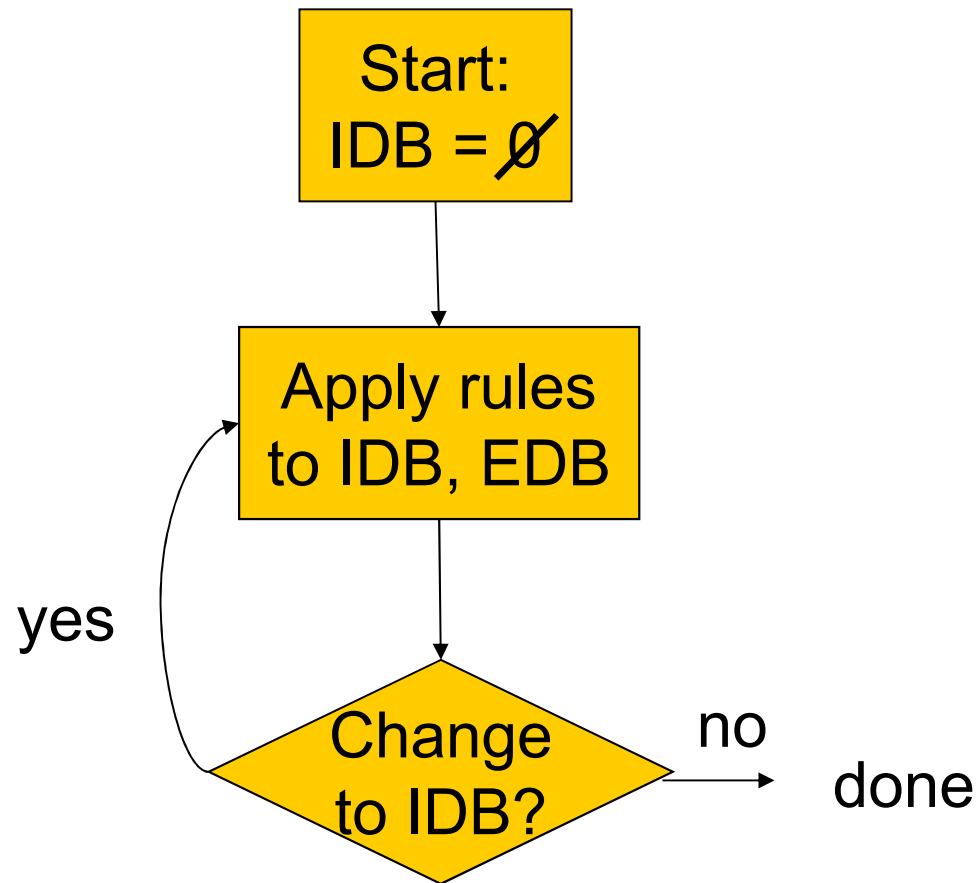 Start:
IDB = ∅
Apply rules
to IDB, EDB
yes
Change
to IDB?
no
done